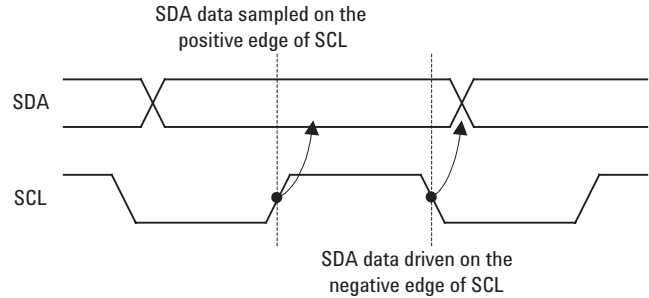 SDA data sampled on the
positive edge of SCL
SDA
SCL
SDA data driven on the
negative edge of SCL